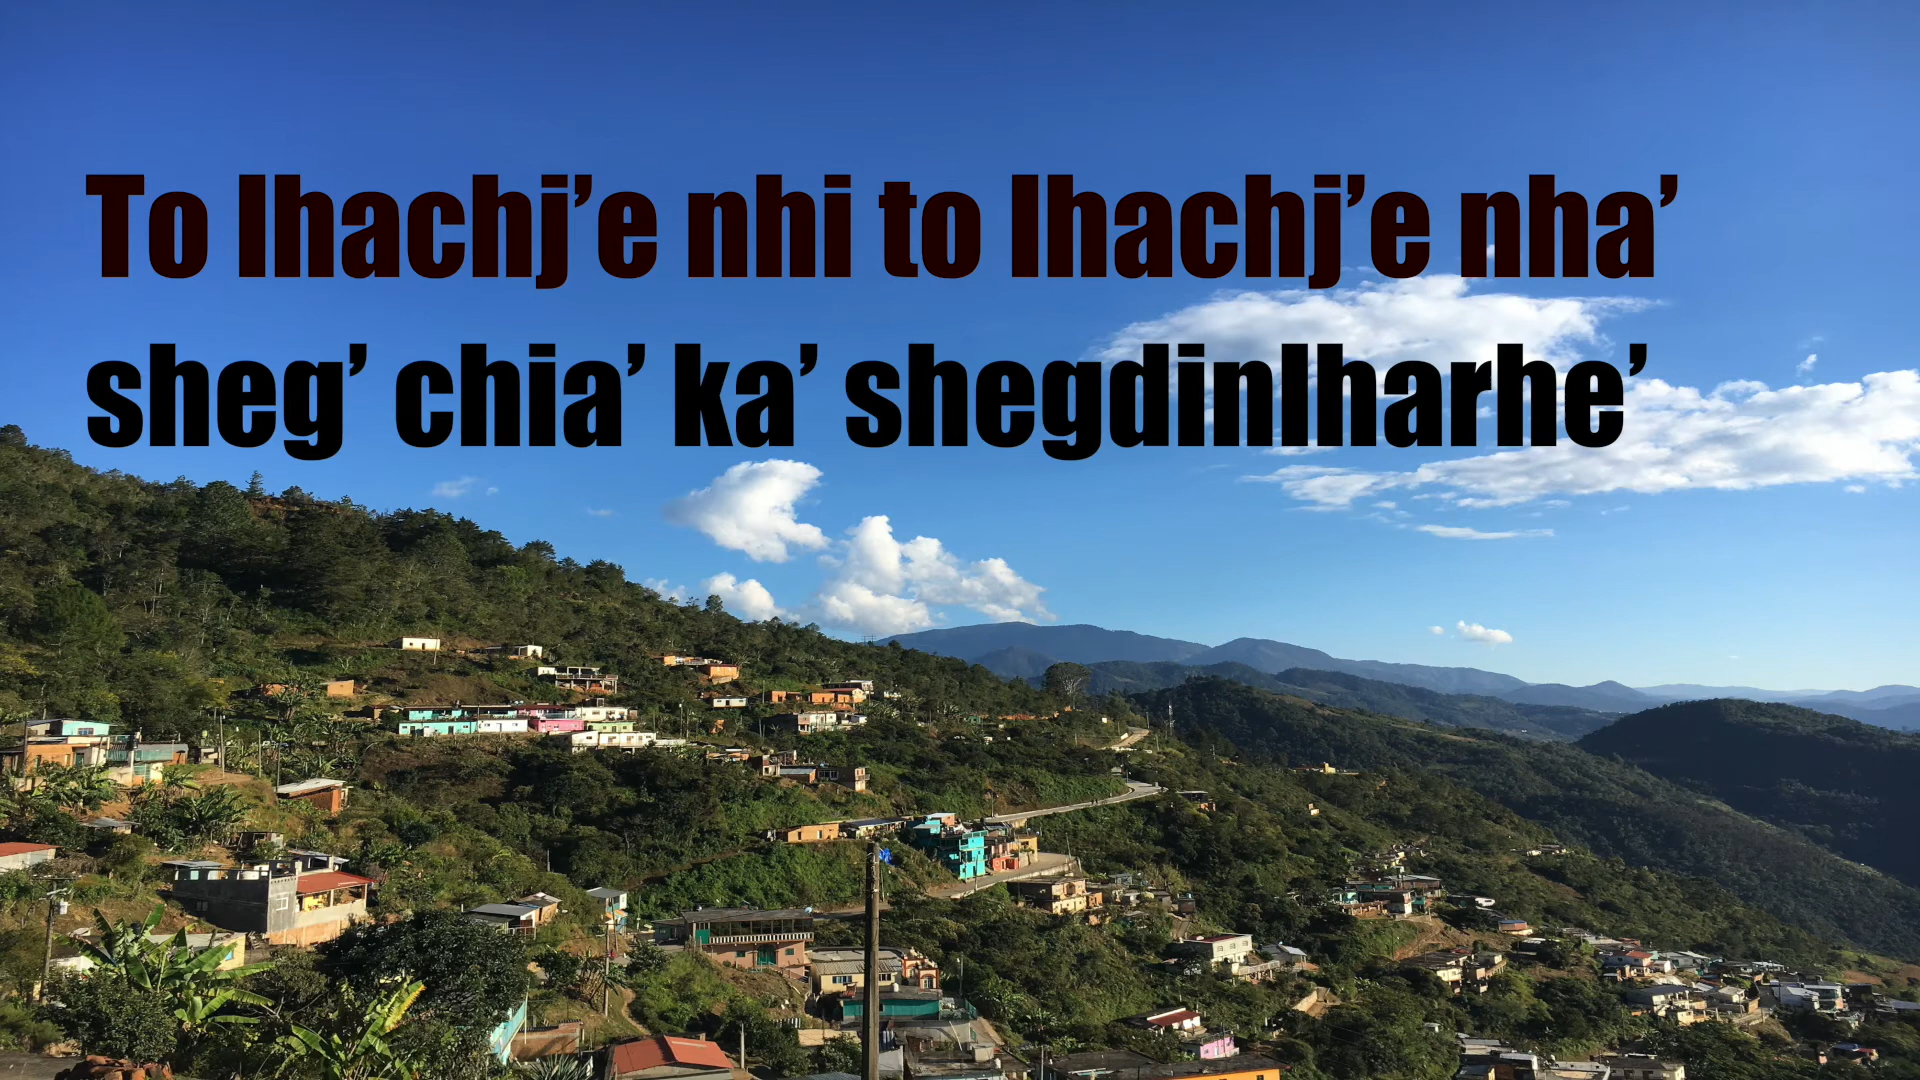 To lhachj’e nhi to lhachj’e nha’
sheg’ chia’ ka’ shegdinlharhe’